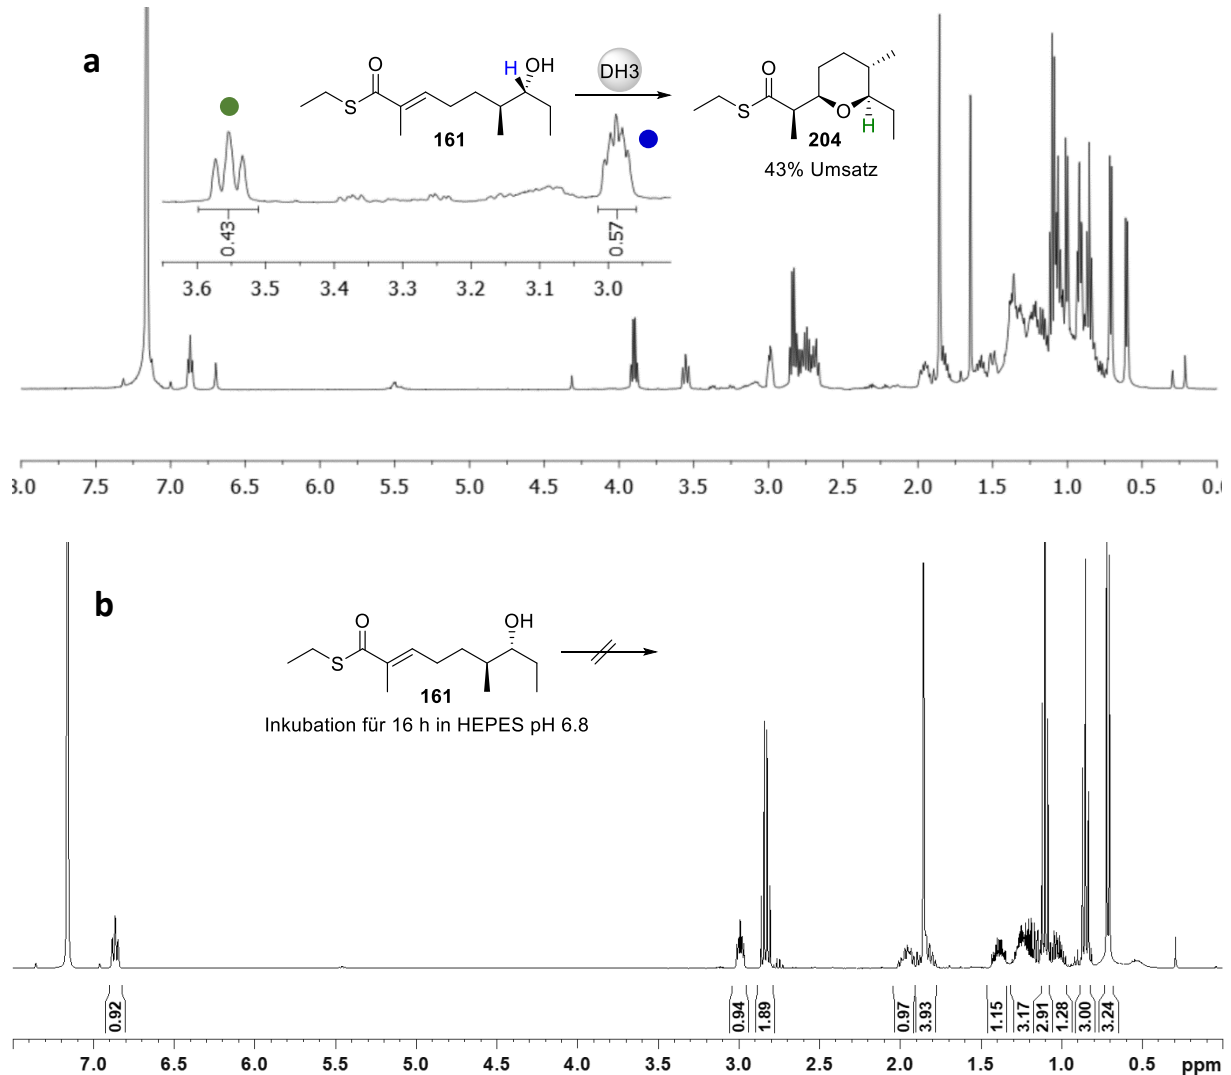 a
O
S
H
OH
161
DH3
O
S
O
H
204
43% Umsatz
0.43
0.57
3.6 3.5 3.4 3.3 3.2 3.1 3.0
3.0 7.5 7.0 6.5 6.0 5.5 5.0 4.5 4.0 3.5 3.0 2.5 2.0 1.5 1.0 0.5 0.0
b
O
S
OH
161
Inkubation für 16 h in HEPES pH 6.8
0.92 0.94 1.89 0.97 3.93 1.15 3.17 2.91 1.28 3.00 3.24
7.0 6.5 6.0 5.5 5.0 4.5 4.0 3.5 3.0 2.5 2.0 1.5 1.0 0.5 ppm